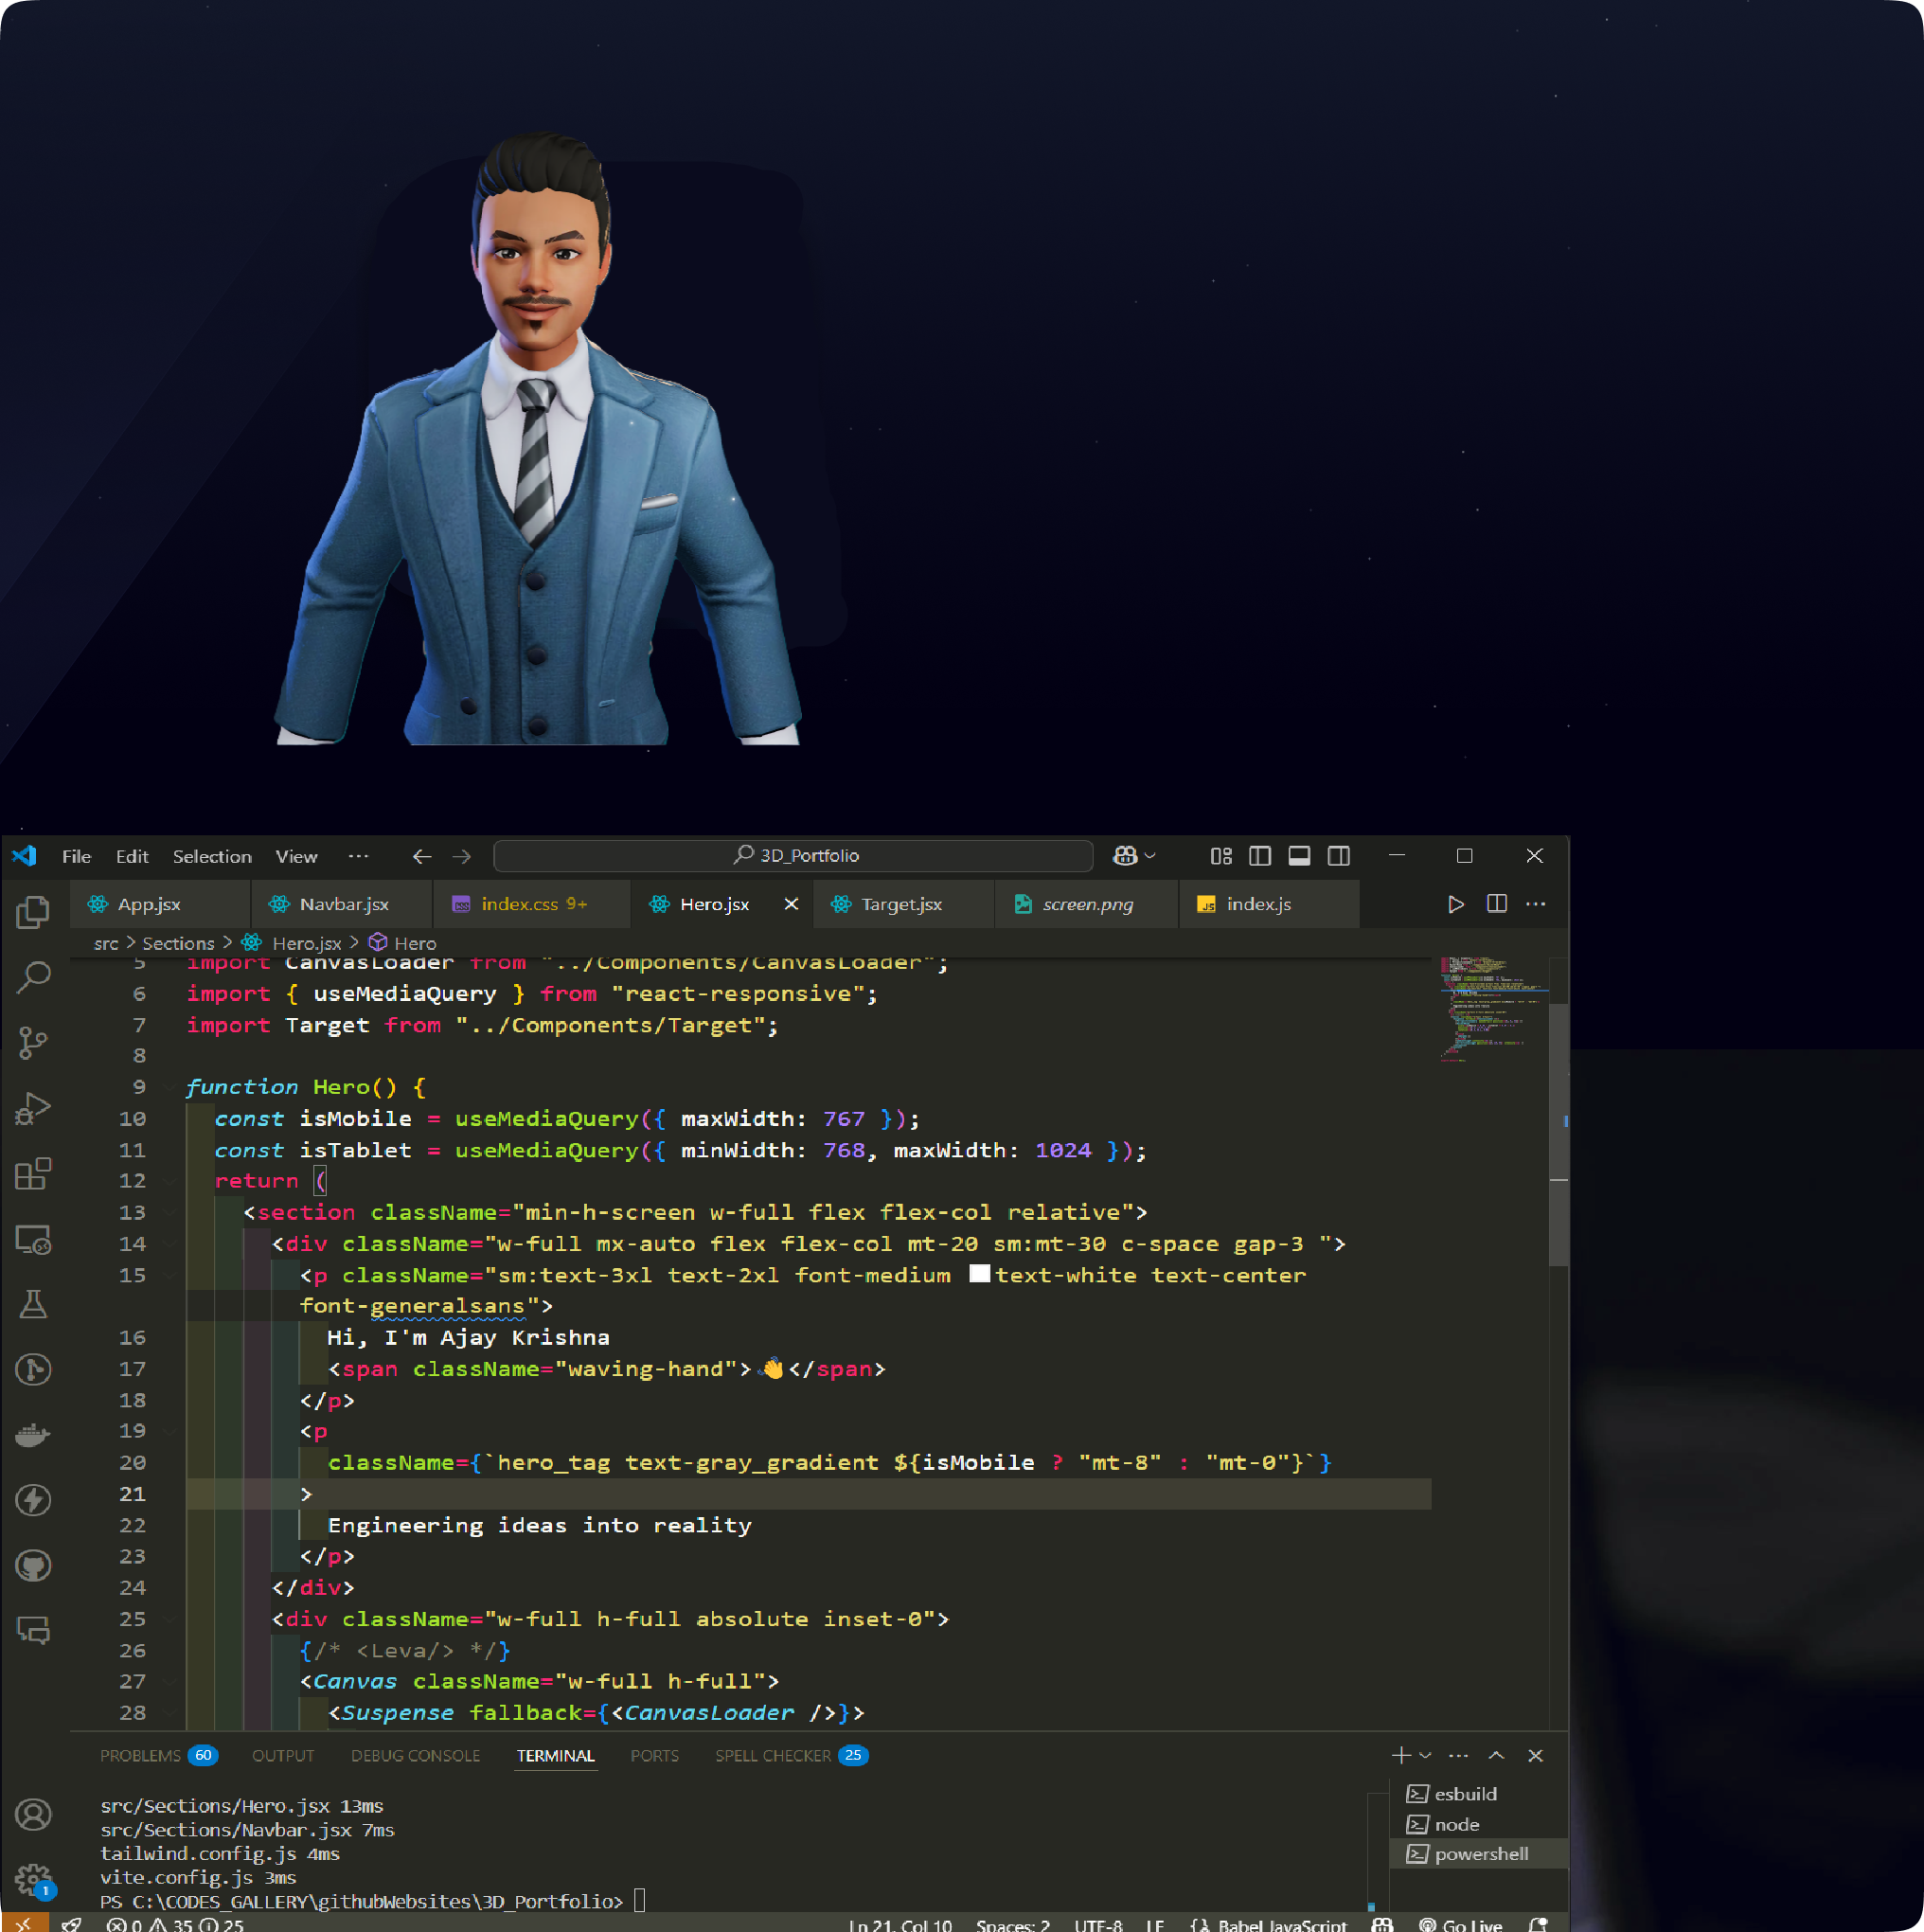 File Edit Selection View ··· 3D_Portfolio
App.jsx Navbar.jsx index.css 9+ Hero.jsx Target.jsx screen.png index.js
src > Sections > Hero.jsx > Hero
5 import CanvasLoader from "../Components/CanvasLoader";
6 import { useMediaQuery } from "react-responsive";
7 import Target from "../Components/Target";
8
9 function Hero() {
10 const isMobile = useMediaQuery({ maxWidth: 767 });
11 const isTablet = useMediaQuery({ minWidth: 768, maxWidth: 1024 });
12 return (
13 <section className="min-h-screen w-full flex flex-col relative">
14 <div className="w-full mx-auto flex flex-col mt-20 sm:mt-30 c-space gap-3 ">
15 <p className="sm:text-3xl text-2xl font-medium text-white text-center
font-generalsans">
16 Hi, I'm Ajay Krishna
17 <span className="waving-hand">👋</span>
18 </p>
19 <p
20 className={`hero_tag text-gray_gradient ${isMobile ? "mt-8" : "mt-0"}`}
21 >
22 Engineering ideas into reality
23 </p>
24 </div>
25 <div className="w-full h-full absolute inset-0">
26 {/* <Leva/> */}
27 <Canvas className="w-full h-full">
28 <Suspense fallback={<CanvasLoader />}>
PROBLEMS 60 OUTPUT DEBUG CONSOLE TERMINAL PORTS SPELL CHECKER 25
src/Sections/Hero.jsx 13ms
src/Sections/Navbar.jsx 7ms
tailwind.config.js 4ms
vite.config.js 3ms
PS C:\CODES_GALLERY\githubWebsites\3D_Portfolio>
esbuild
node
powershell
1
0 35 25 Ln 21, Col 10 Spaces: 2 UTF-8 LF {} Babel JavaScript Go Live